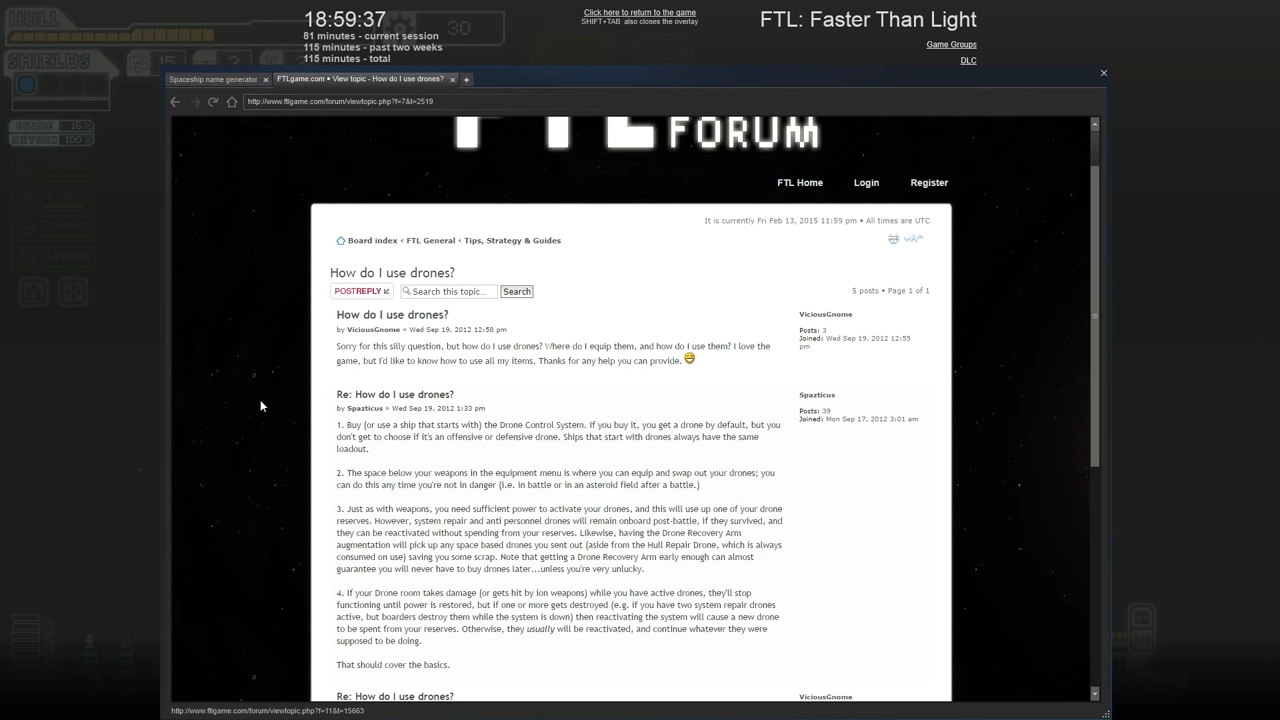 HULL
30
SHIELDS
15
EVADE 15 %
OXYGEN 100%
18:59:37
81 minutes - current session
115 minutes - past two weeks
115 minutes - total
Click here to return to the game
SHIFT+TAB also closes the overlay
FTL: Faster Than Light
Game Groups
DLC
Spaceship name generator
FTLgame.com • View topic - How do I use drones?
http://www.ftlgame.com/forum/viewtopic.php?f=7&t=2519
FTL FORUM
FTL Home
Login
Register
It is currently Fri Feb 13, 2015 11:59 pm • All times are UTC
Board index ‹ FTL General ‹ Tips, Strategy & Guides
How do I use drones?
POSTREPLY
Search this topic…
Search
5 posts • Page 1 of 1
How do I use drones?
by ViciousGnome » Wed Sep 19, 2012 12:58 pm
Sorry for this silly question, but how do I use drones? Where do I equip them, and how do I use them? I love the
game, but I'd like to know how to use all my items. Thanks for any help you can provide.
ViciousGnome
Posts: 3
Joined: Wed Sep 19, 2012 12:55
pm
Re: How do I use drones?
by Spazticus » Wed Sep 19, 2012 1:33 pm
1. Buy (or use a ship that starts with) the Drone Control System. If you buy it, you get a drone by default, but you
don't get to choose if it's an offensive or defensive drone. Ships that start with drones always have the same
loadout.
2. The space below your weapons in the equipment menu is where you can equip and swap out your drones; you
can do this any time you're not in danger (i.e. in battle or in an asteroid field after a battle.)
3. Just as with weapons, you need sufficient power to activate your drones, and this will use up one of your drone
reserves. However, system repair and anti personnel drones will remain onboard post-battle, if they survived, and
they can be reactivated without spending from your reserves. Likewise, having the Drone Recovery Arm
augmentation will pick up any space based drones you sent out (aside from the Hull Repair Drone, which is always
consumed on use) saving you some scrap. Note that getting a Drone Recovery Arm early enough can almost
guarantee you will never have to buy drones later...unless you're very unlucky.
4. If your Drone room takes damage (or gets hit by ion weapons) while you have active drones, they'll stop
functioning until power is restored, but if one or more gets destroyed (e.g. if you have two system repair drones
active, but boarders destroy them while the system is down) then reactivating the system will cause a new drone
to be spent from your reserves. Otherwise, they usually will be reactivated, and continue whatever they were
supposed to be doing.
That should cover the basics.
Spazticus
Posts: 39
Joined: Mon Sep 17, 2012 3:01 am
Re: How do I use drones?
ViciousGnome
http://www.ftlgame.com/forum/viewtopic.php?f=11&t=15663